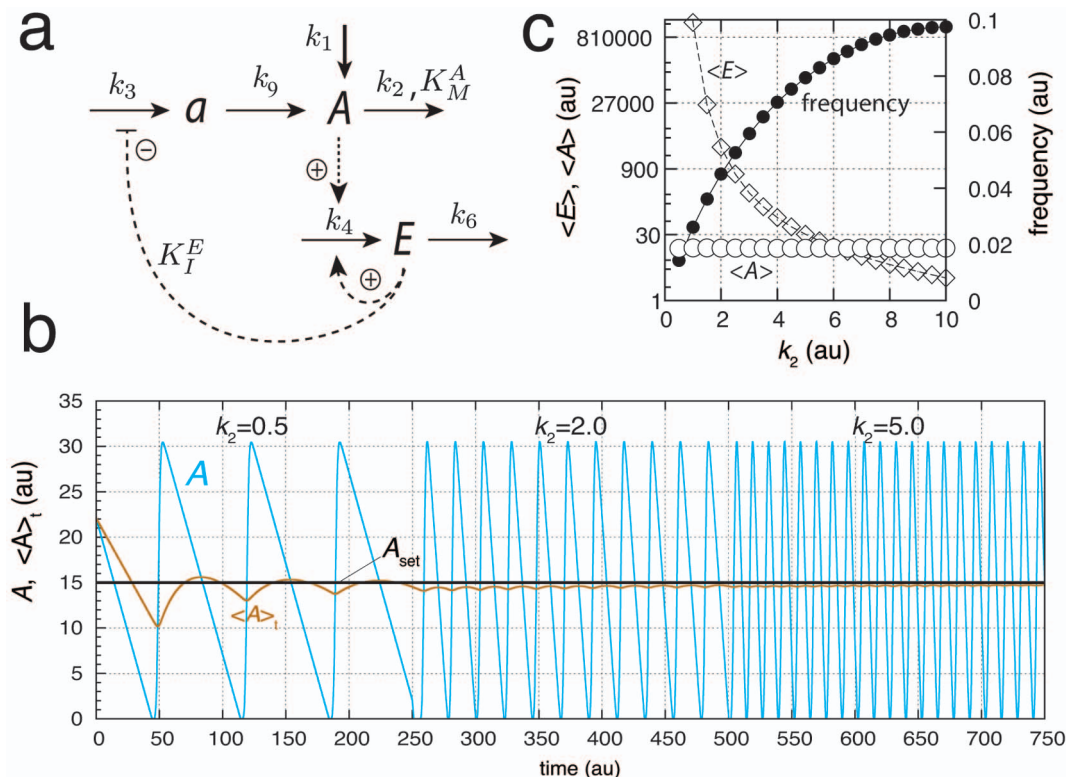 a
k₁
k₃
a
k₉
A
k₂, K_M^A
−
+
k₄
E
k₆
K_I^E
+
c
<E>, <A> (au)
810000
27000
900
30
1
<E>
frequency
<A>
0.1
0.08
0.06
0.04
0.02
0
frequency (au)
0 2 4 6 8 10
k₂ (au)
b
A, <A>t (au)
35
30
25
20
15
10
5
0
k₂=0.5
k₂=2.0
k₂=5.0
A
Aset
<A>t
0 50 100 150 200 250 300 350 400 450 500 550 600 650 700 750
time (au)